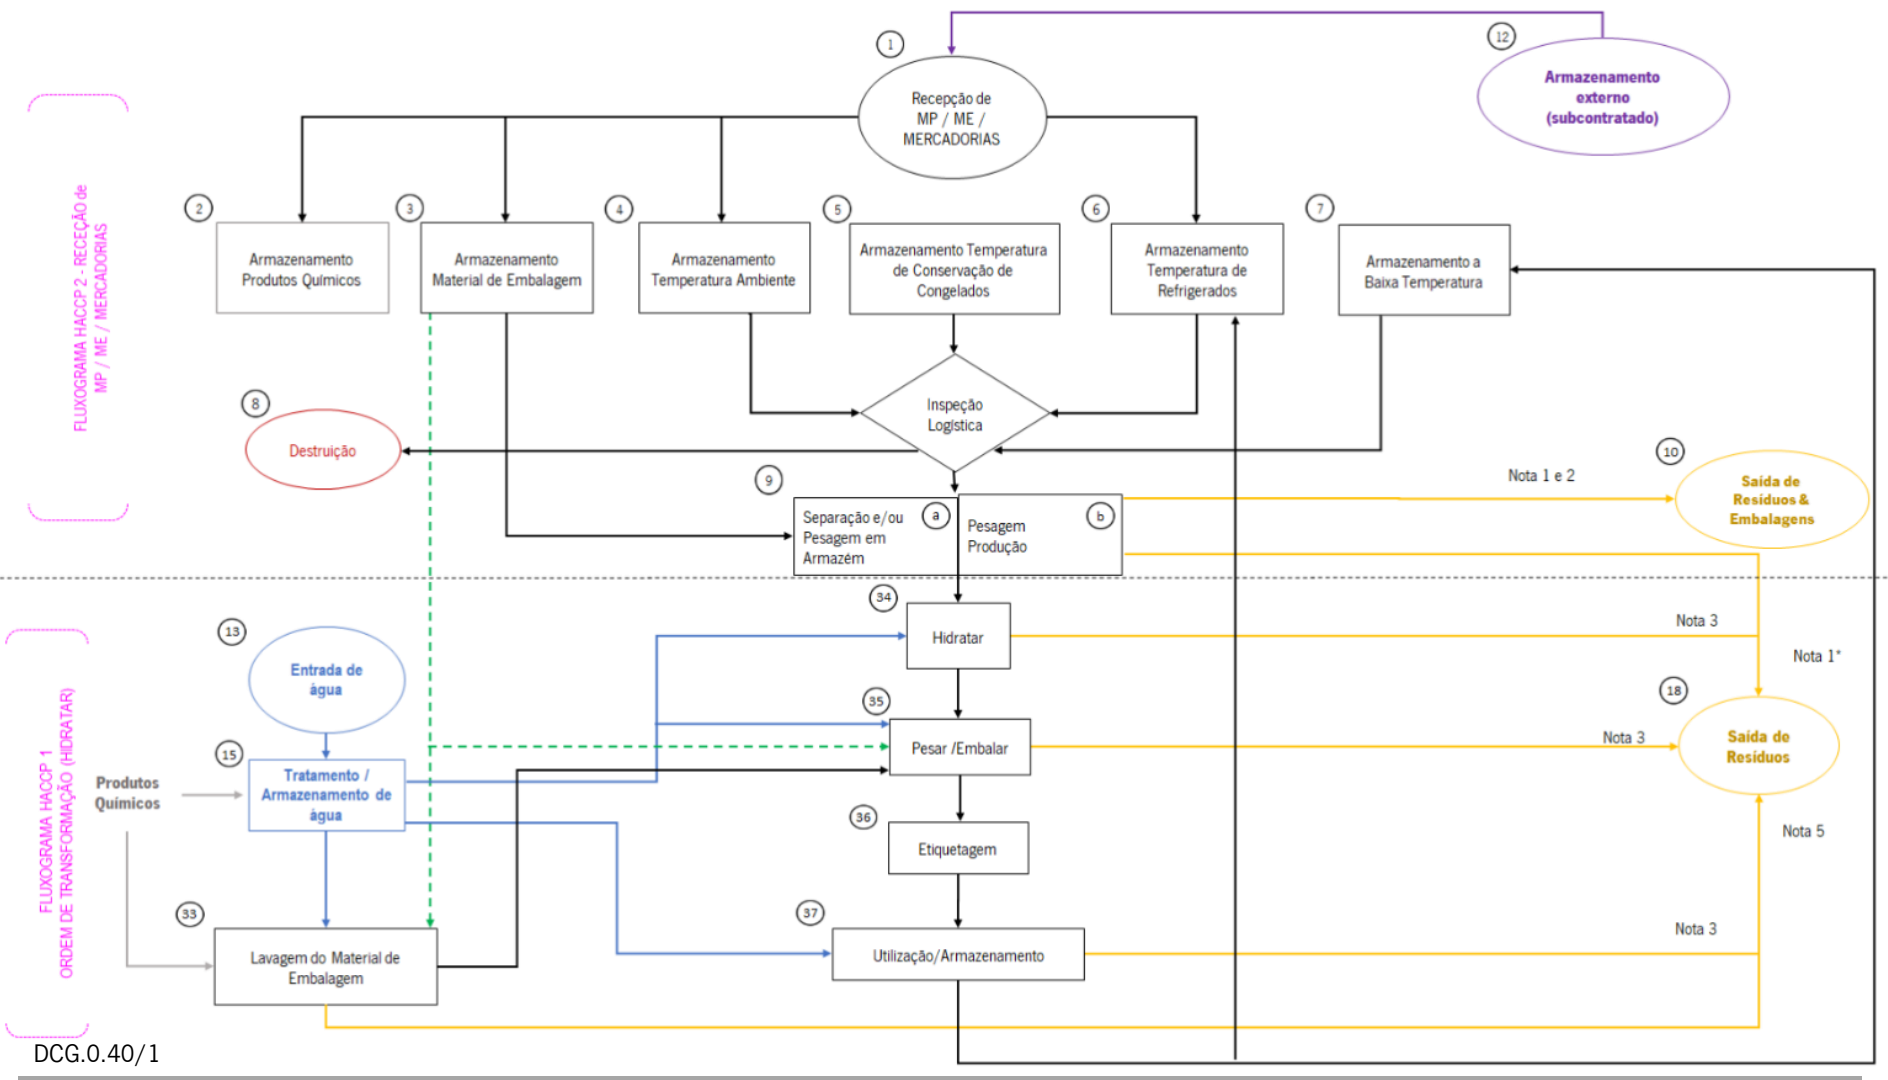 1
12
Armazenamento
externo
(subcontratado)
Recepção de
MP / ME /
MERCADORIAS
FLUXOGRAMA HACCP 2 - RECEÇÃO de
MP / ME / MERCADORIAS
2
3
4
5
6
7
Armazenamento
Produtos Químicos
Armazenamento
Material de Embalagem
Armazenamento
Temperatura Ambiente
Armazenamento Temperatura
de Conservação de
Congelados
Armazenamento
Temperatura de
Refrigerados
Armazenamento a
Baixa Temperatura
8
Destruição
Inspeção
Logística
9
Separação e/ou
Pesagem em
Armazém
a
Pesagem
Produção
b
Nota 1 e 2
10
Saída de
Resíduos &
Embalagens
FLUXOGRAMA HACCP 1
ORDEM DE TRANSFORMAÇÃO (HIDRATAR)
13
Entrada de
água
34
Hidratar
Nota 3
Nota 1*
35
Pesar /Embalar
Nota 3
18
Saída de
Resíduos
15
Tratamento /
Armazenamento de
água
Produtos
Químicos
36
Etiquetagem
Nota 5
33
Lavagem do Material de
Embalagem
37
Utilização/Armazenamento
Nota 3
DCG.0.40/1